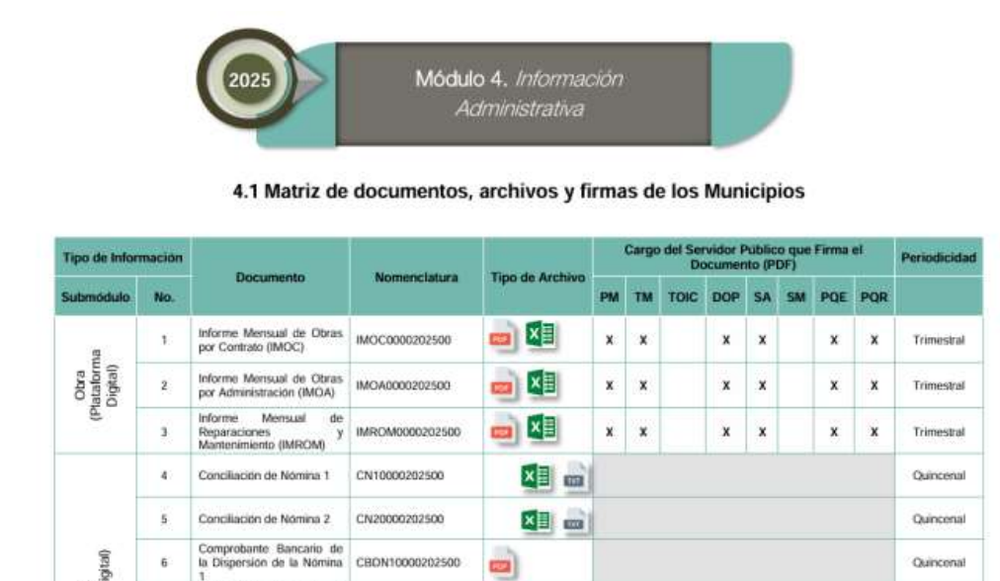 2025
Módulo 4. Información
Administrativa
4.1 Matriz de documentos, archivos y firmas de los Municipios
Tipo de Información
Documento
Nomenclatura
Tipo de Archivo
Cargo del Servidor Público que Firma el
Documento (PDF)
Periodicidad
Submódulo No. PM TM TOIC DOP SA SM PQE PQR
Obra
(Plataforma
Digital)
1
Informe Mensual de Obras
por Contrato (IMOC)
IMOC0000202500
PDF X
X X X X X X
Trimestral
2
Informe Mensual de Obras
por Administración (IMOA)
IMOA0000202500
PDF X
X X X X X X
Trimestral
3
Informe Mensual de
Reparaciones y
Mantenimiento (IMROM)
IMROM0000202500
PDF X
X X X X X X
Trimestral
4
Conciliación de Nómina 1
CN10000202500
X TXT
Quincenal
5
Conciliación de Nómina 2
CN20000202500
X TXT
Quincenal
igital)
6
Comprobante Bancario de
la Dispersión de la Nómina
1
CBDN10000202500
PDF
Quincenal